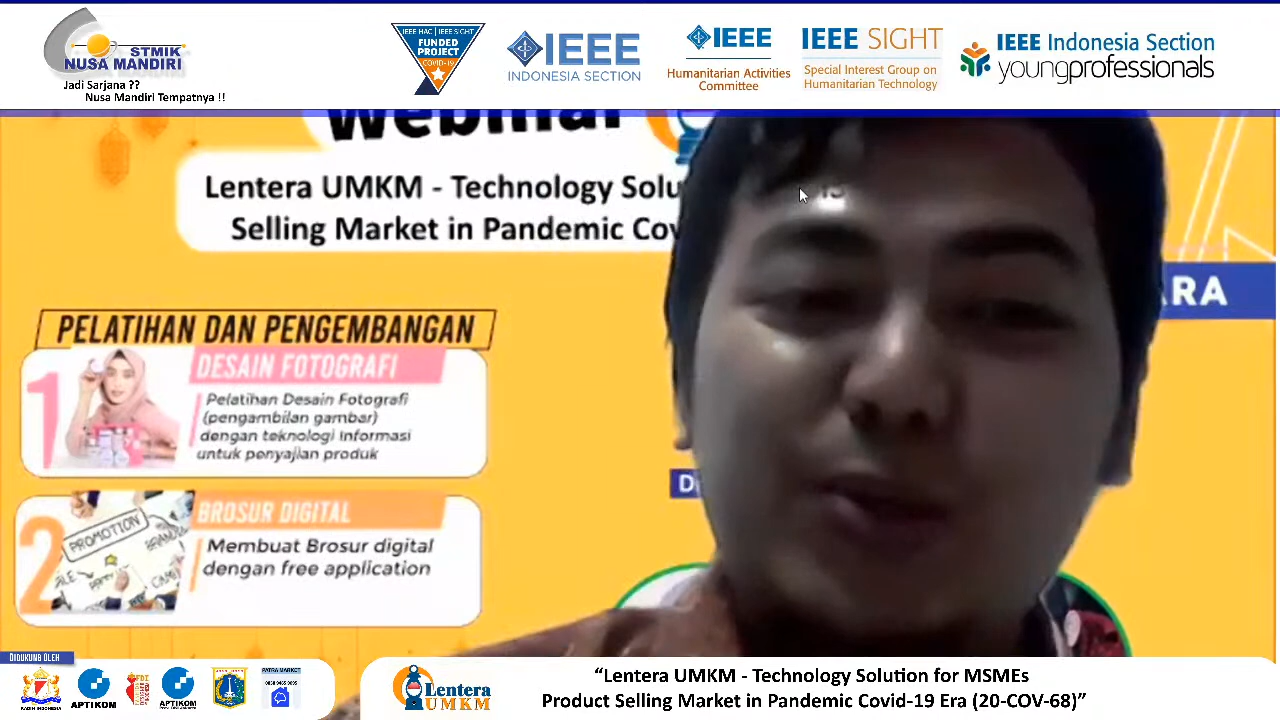 STMIK
NUSA MANDIRI
Jadi Sarjana ??
Nusa Mandiri Tempatnya !!
IEEE HAC | IEEE SIGHT
FUNDED
PROJECT
COVID-19
IEEE
INDONESIA SECTION
IEEE
Humanitarian Activities
Committee
IEEE SIGHT
Special Interest Group on
Humanitarian Technology
IEEE Indonesia Section
youngprofessionals
Webinar
Lentera UMKM - Technology Solu
Selling Market in Pandemic Cov
ARA
PELATIHAN DAN PENGEMBANGAN
1
DESAIN FOTOGRAFI
Pelatihan Desain Fotografi
(pengambilan gambar)
dengan teknologi Informasi
untuk penyajian produk
2
PROMOTION
BROSUR DIGITAL
Membuat Brosur digital
dengan free application
DIDUKUNG OLEH
KADIN INDONESIA
APTIKOM
APTIKOM
PATRA MARKET
Lentera
UMKM
“Lentera UMKM - Technology Solution for MSMEs
Product Selling Market in Pandemic Covid-19 Era (20-COV-68)”